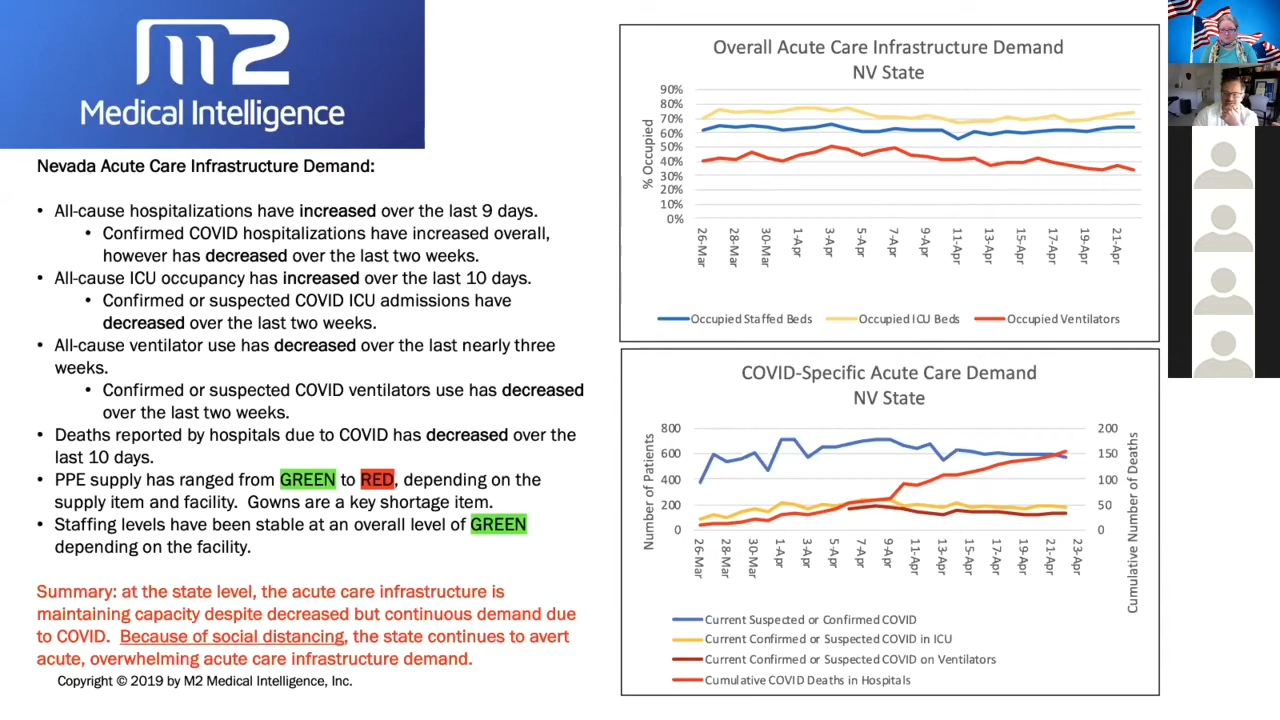 m2
Medical Intelligence
Nevada Acute Care Infrastructure Demand:
• All-cause hospitalizations have increased over the last 9 days.
• Confirmed COVID hospitalizations have increased overall,
however has decreased over the last two weeks.
• All-cause ICU occupancy has increased over the last 10 days.
• Confirmed or suspected COVID ICU admissions have
decreased over the last two weeks.
• All-cause ventilator use has decreased over the last nearly three
weeks.
• Confirmed or suspected COVID ventilators use has decreased
over the last two weeks.
• Deaths reported by hospitals due to COVID has decreased over the
last 10 days.
• PPE supply has ranged from GREEN to RED, depending on the
supply item and facility. Gowns are a key shortage item.
• Staffing levels have been stable at an overall level of GREEN
depending on the facility.
Summary: at the state level, the acute care infrastructure is
maintaining capacity despite decreased but continuous demand due
to COVID. Because of social distancing, the state continues to avert
acute, overwhelming acute care infrastructure demand.
Copyright © 2019 by M2 Medical Intelligence, Inc.
Overall Acute Care Infrastructure Demand
NV State
% Occupied
90%
80%
70%
60%
50%
40%
30%
20%
10%
0%
26-Mar
28-Mar
30-Mar
1-Apr
3-Apr
5-Apr
7-Apr
9-Apr
11-Apr
13-Apr
15-Apr
17-Apr
19-Apr
21-Apr
Occupied Staffed Beds
Occupied ICU Beds
Occupied Ventilators
COVID-Specific Acute Care Demand
NV State
Number of Patients
800
600
400
200
0
200
150
100
50
0
Cumulative Number of Deaths
26-Mar
28-Mar
30-Mar
1-Apr
3-Apr
5-Apr
7-Apr
9-Apr
11-Apr
13-Apr
15-Apr
17-Apr
19-Apr
21-Apr
23-Apr
Current Suspected or Confirmed COVID
Current Confirmed or Suspected COVID in ICU
Current Confirmed or Suspected COVID on Ventilators
Cumulative COVID Deaths in Hospitals